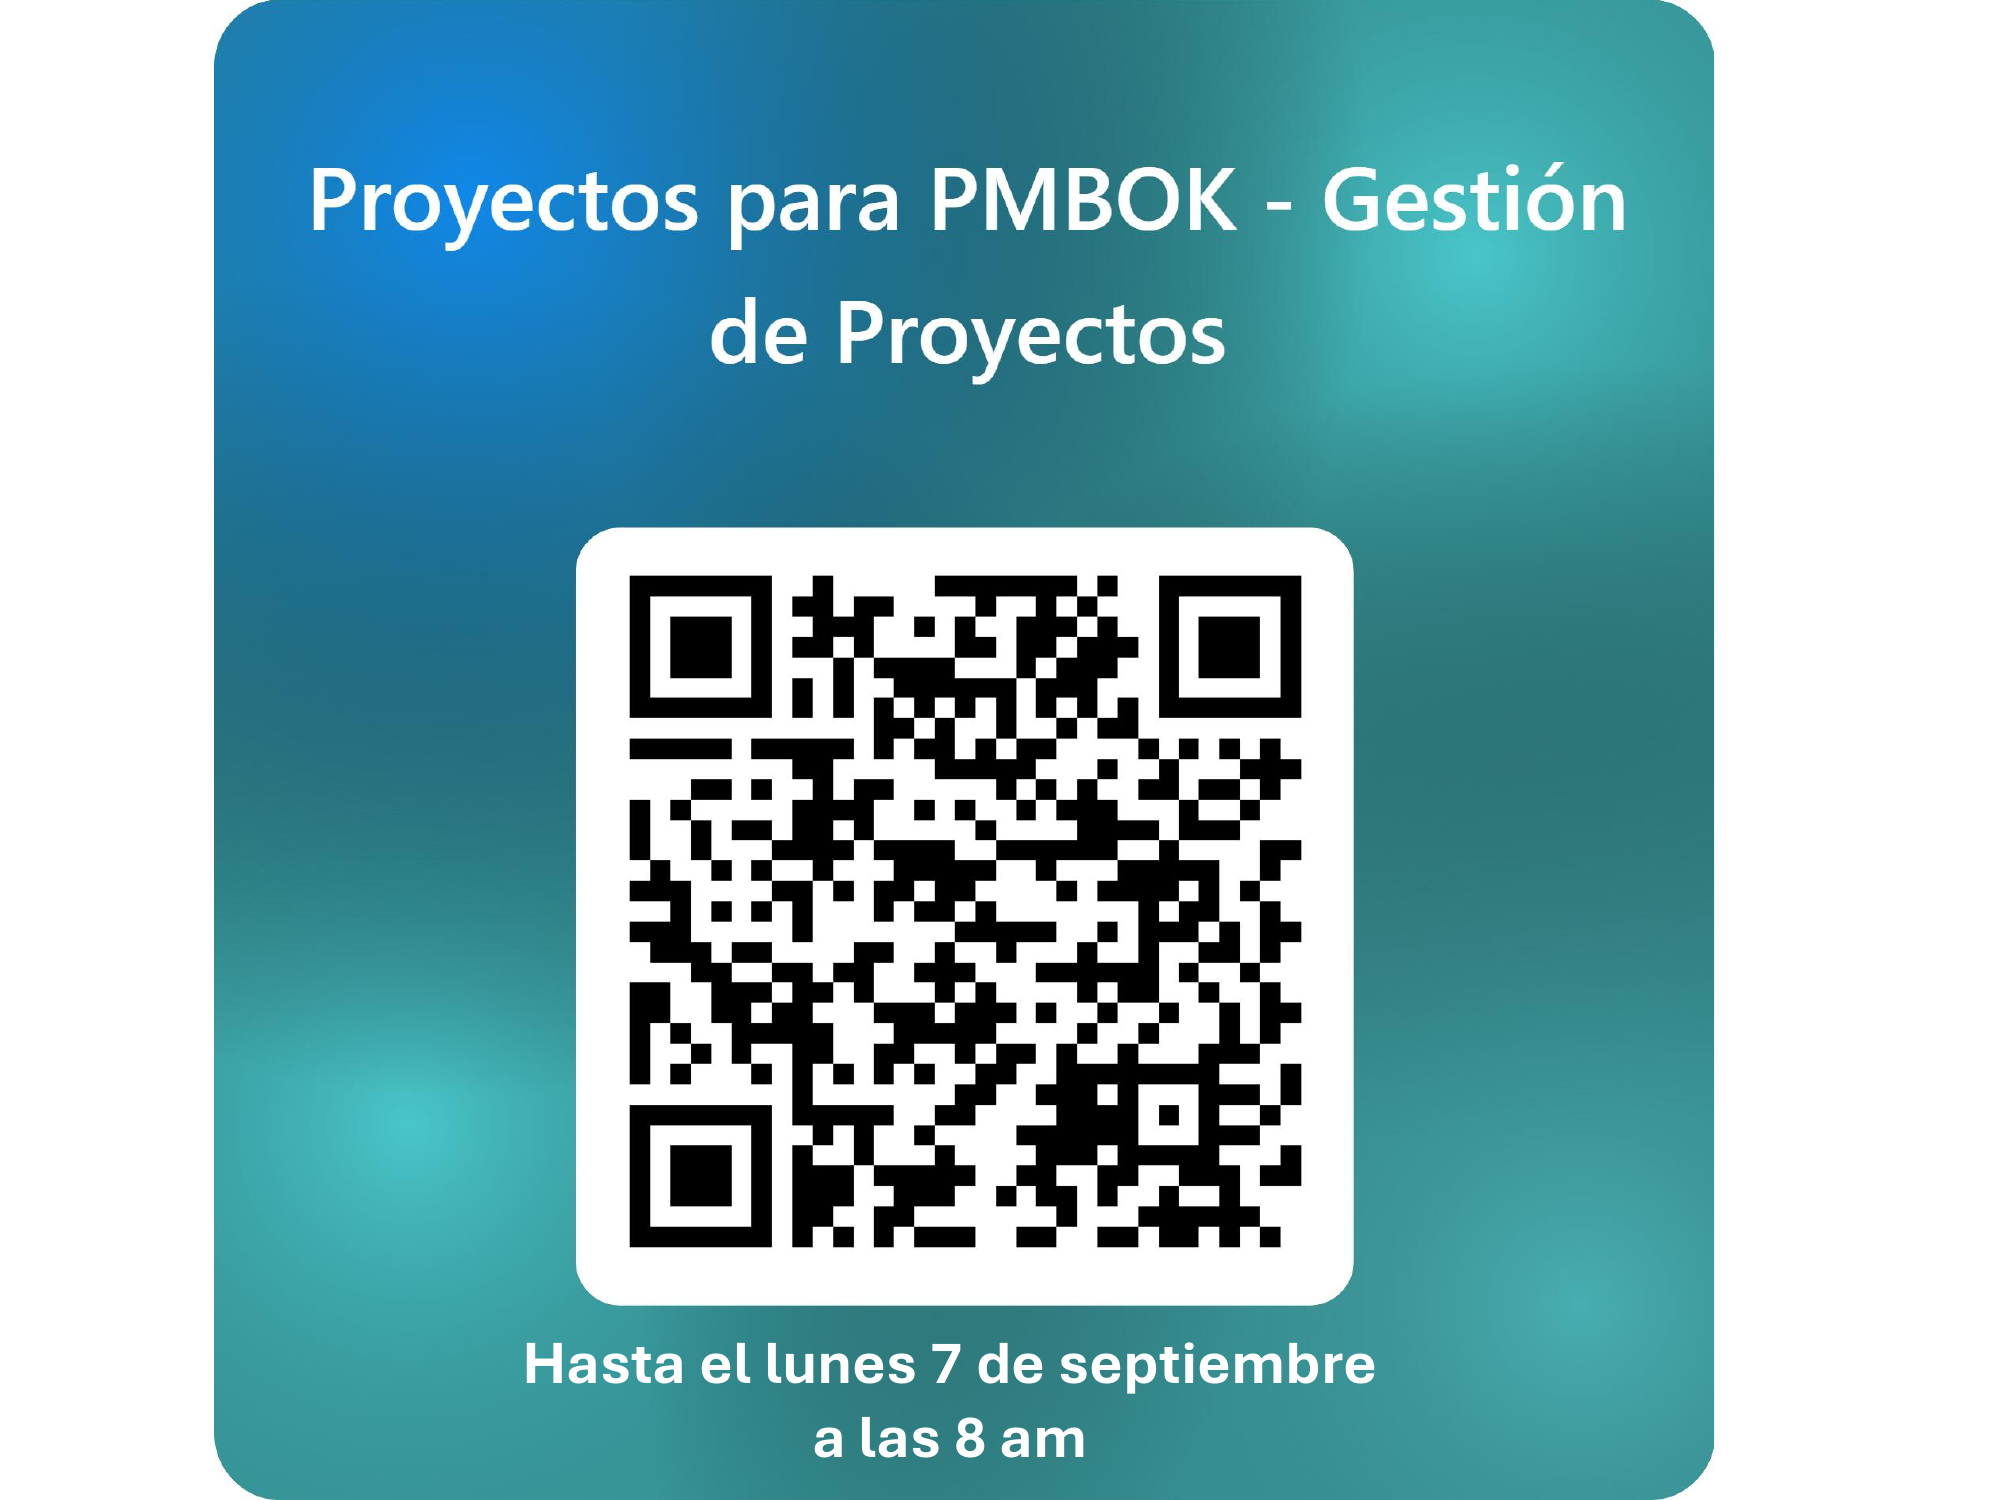 Proyectos para PMBOK - Gestión
de Proyectos
Hasta el lunes 7 de septiembre
a las 8 am